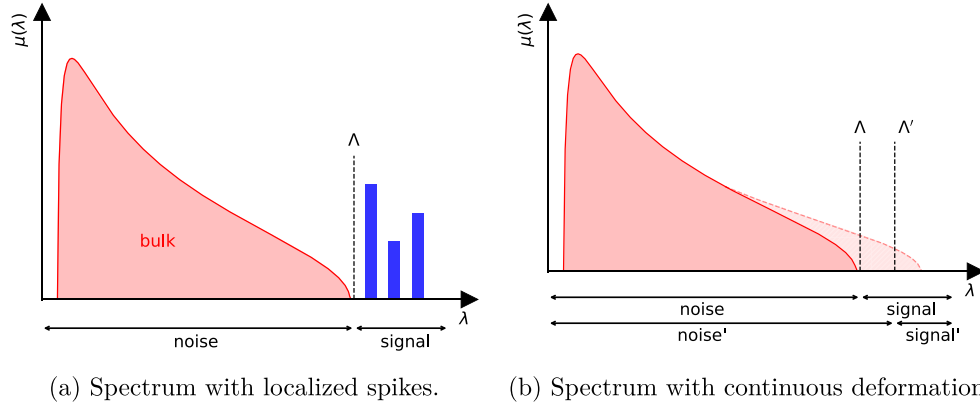 μ(λ)
Λ
bulk
λ
noise
signal
(a) Spectrum with localized spikes.
μ(λ)
Λ
Λ'
λ
noise
signal
noise'
signal'
(b) Spectrum with continuous deformation